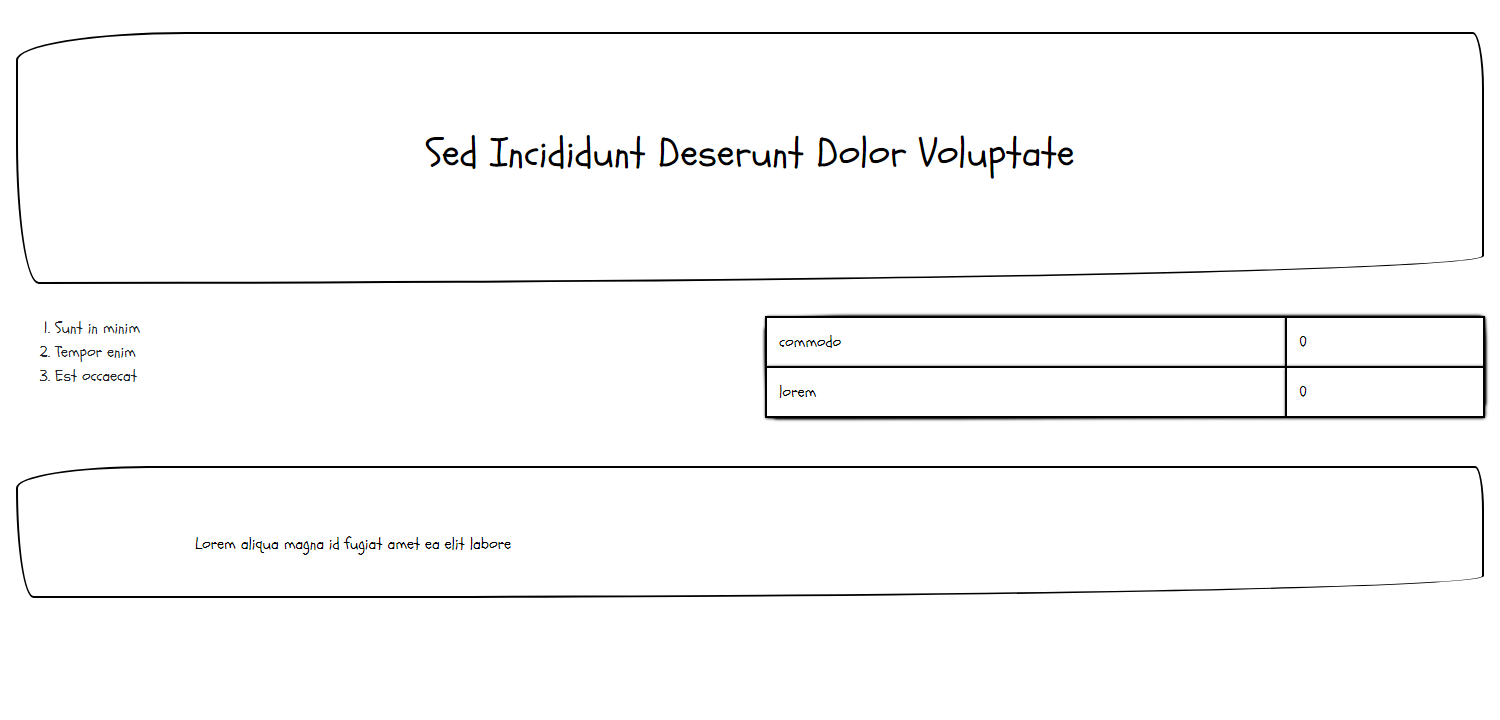 Sed Incididunt Deserunt Dolor Voluptate
1. Sunt in minim
2. Tempor enim
3. Est occaecat
commodo 0
lorem 0
Lorem aliqua magna id fugiat amet ea elit labore